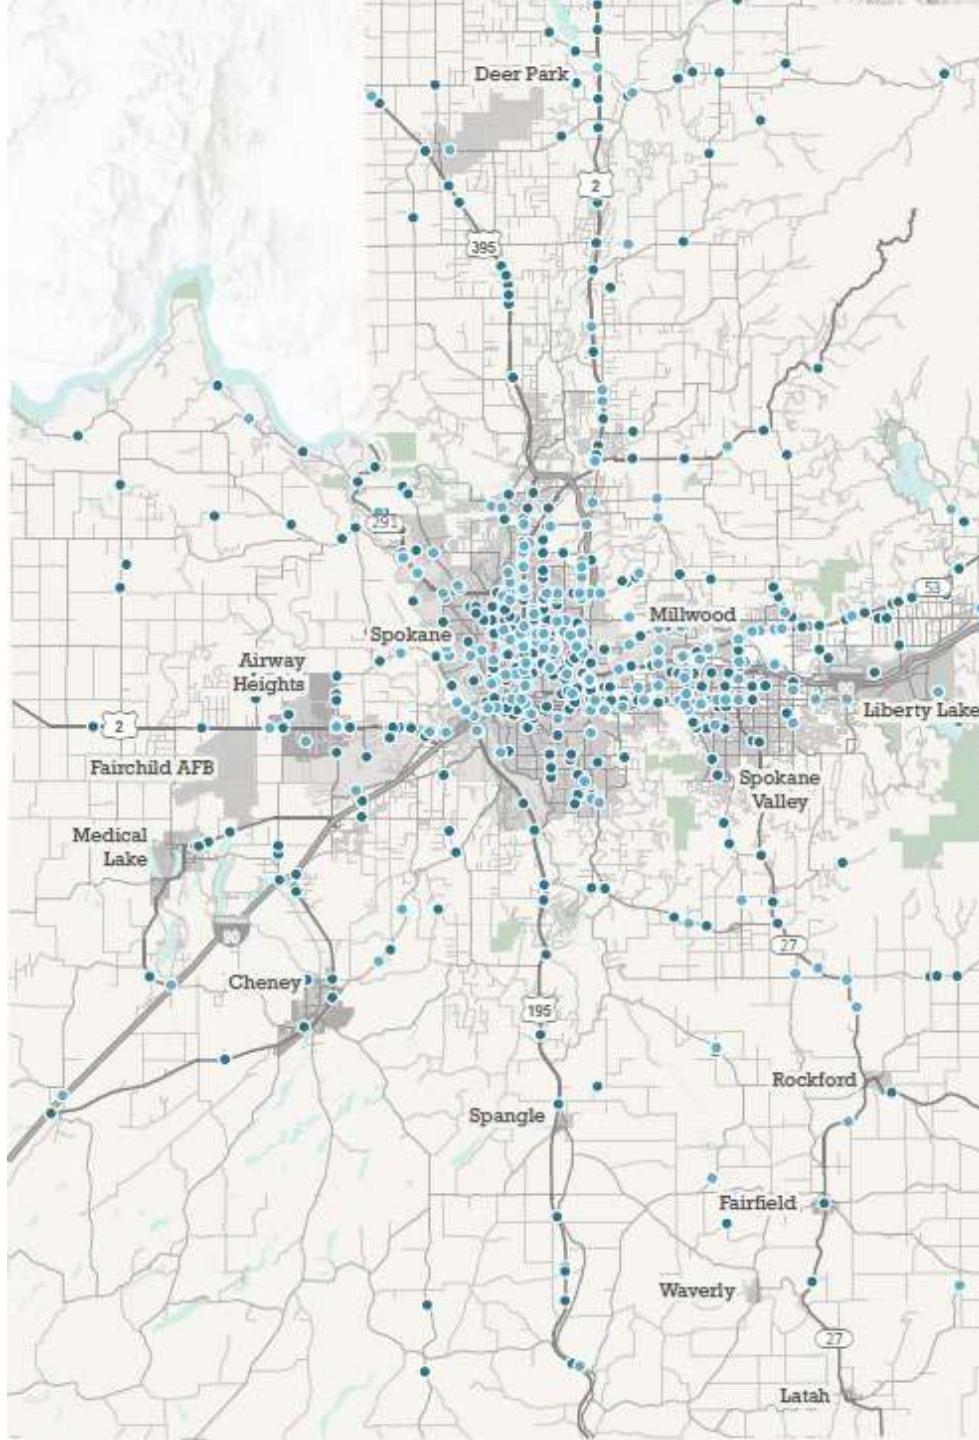 Deer Park
2
395
291
53
Millwood
Spokane
Airway
Heights
Liberty Lake
2
Fairchild AFB
Spokane
Valley
Medical
Lake
90
27
Cheney
195
Rockford
Spangle
Fairfield
Waverly
27
Latah